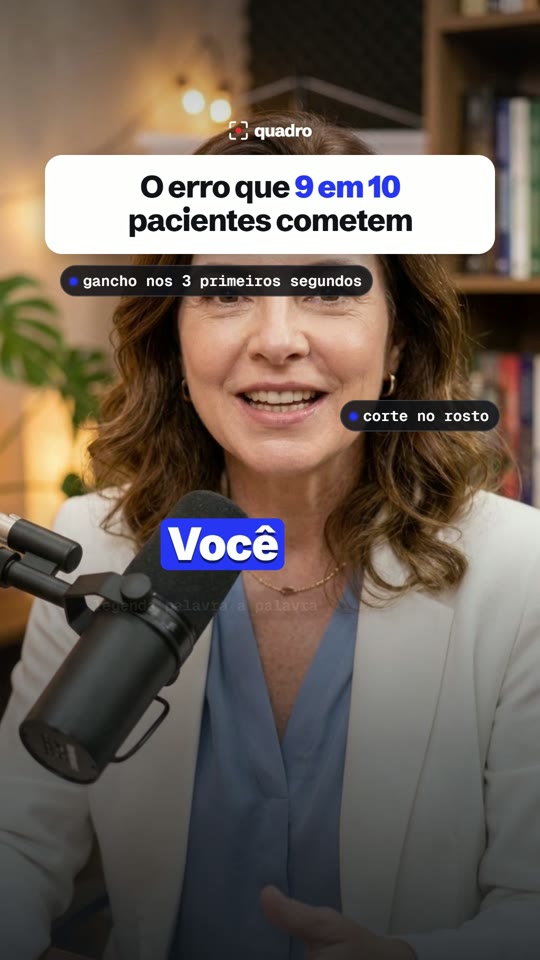 quadro
O erro que 9 em 10
pacientes cometem
gancho nos 3 primeiros segundos
corte no rosto
Você
legenda palavra a palavra